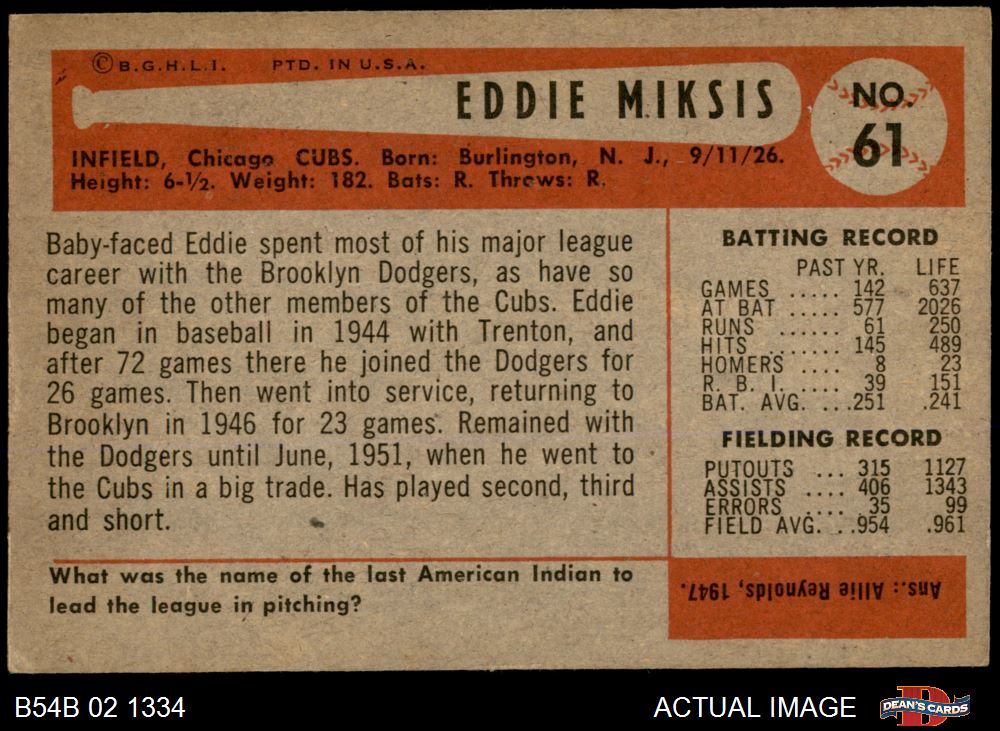 © B.G.H.L.I. PTD. IN U.S.A.
EDDIE MIKSIS
NO.
61
INFIELD, Chicago CUBS. Born: Burlington, N. J., 9/11/26.
Height: 6-½. Weight: 182. Bats: R. Throws: R.
Baby-faced Eddie spent most of his major league
career with the Brooklyn Dodgers, as have so
many of the other members of the Cubs. Eddie
began in baseball in 1944 with Trenton, and
after 72 games there he joined the Dodgers for
26 games. Then went into service, returning to
Brooklyn in 1946 for 23 games. Remained with
the Dodgers until June, 1951, when he went to
the Cubs in a big trade. Has played second, third
and short.
BATTING RECORD
PAST YR. LIFE
GAMES ..... 142 637
AT BAT ..... 577 2026
RUNS ...... 61 250
HITS ....... 145 489
HOMERS .... 8 23
R. B. I. .... 39 151
BAT. AVG. ...251 .241
FIELDING RECORD
PUTOUTS ... 315 1127
ASSISTS .... 406 1343
ERRORS .... 35 99
FIELD AVG. . .954 .961
What was the name of the last American Indian to
lead the league in pitching?
Ans.: Allie Reynolds, 1947.
B54B 02 1334
ACTUAL IMAGE
D
DEAN'S CARDS